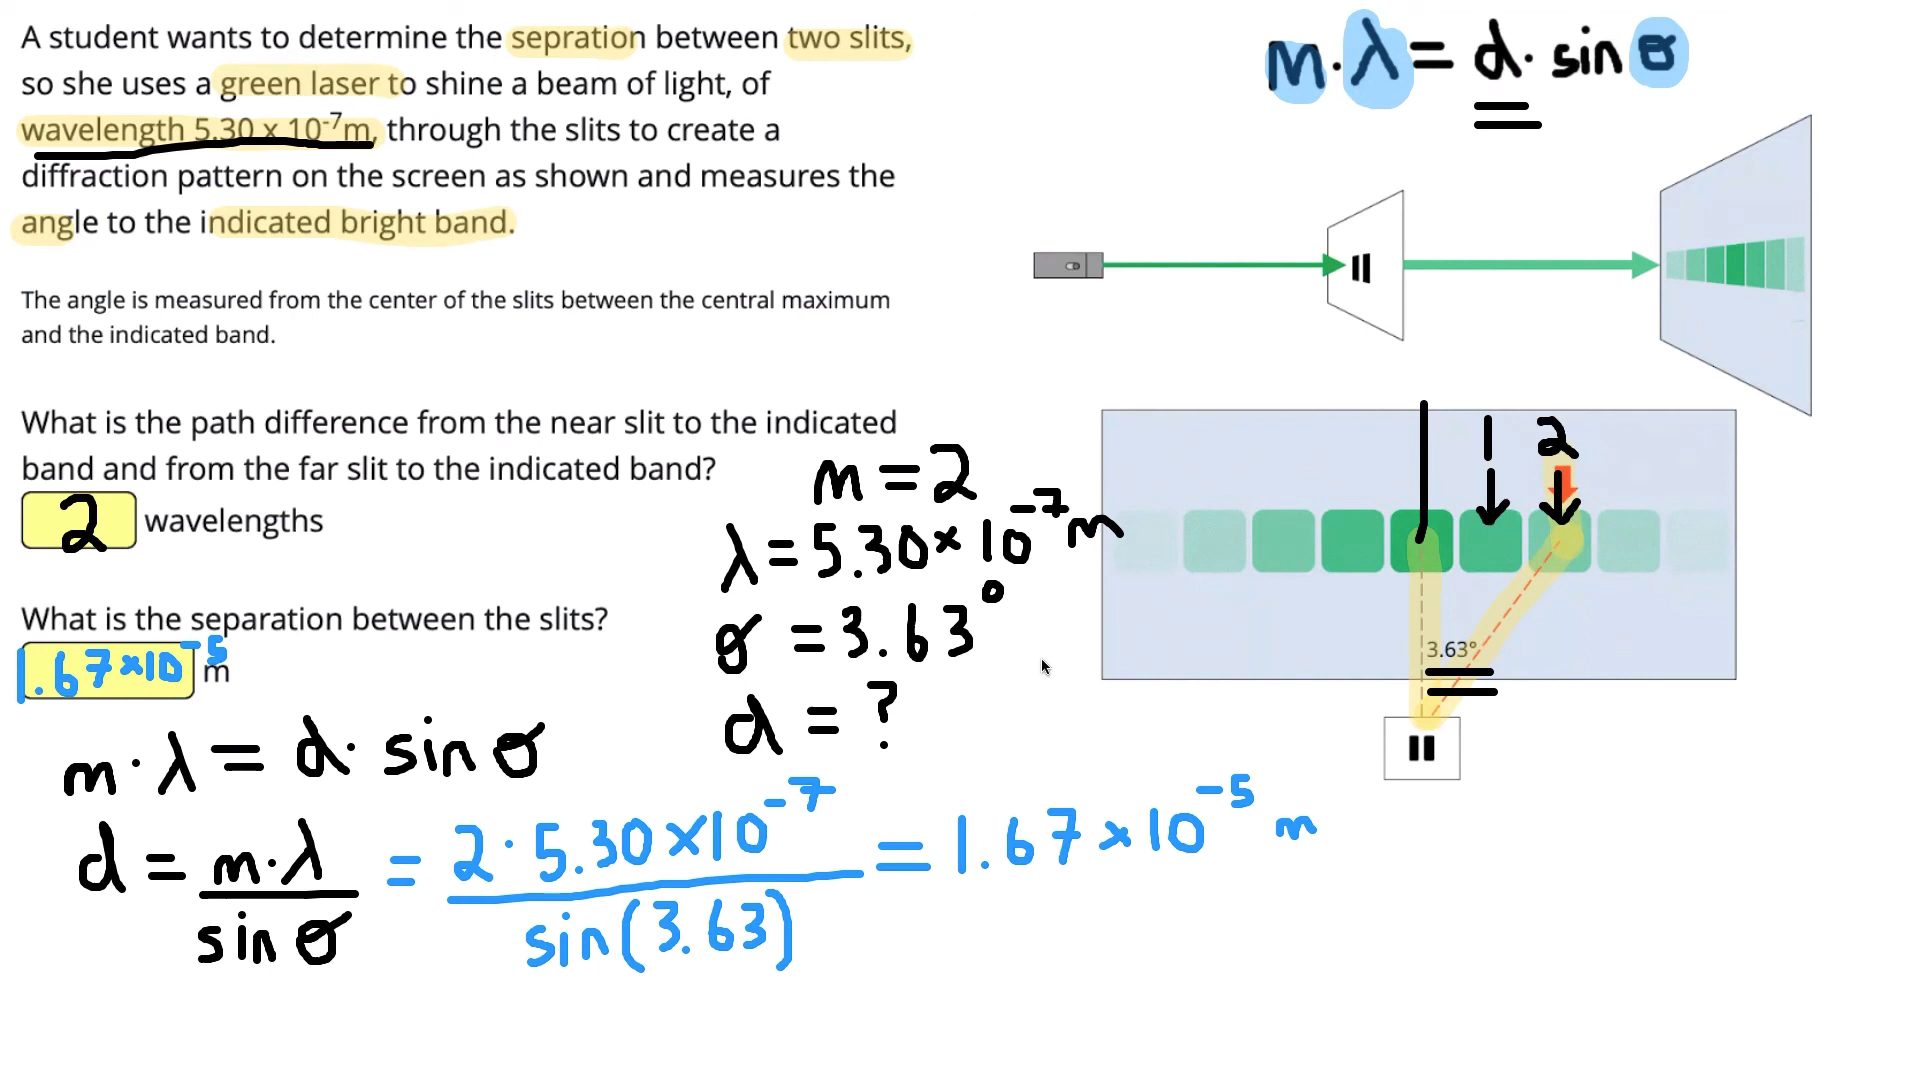 A student wants to determine the sepration between two slits,
so she uses a green laser to shine a beam of light, of
wavelength 5.30 x 10⁻⁷m, through the slits to create a
diffraction pattern on the screen as shown and measures the
angle to the indicated bright band.
The angle is measured from the center of the slits between the central maximum
and the indicated band.
What is the path difference from the near slit to the indicated
band and from the far slit to the indicated band?
2 wavelengths
What is the separation between the slits?
1.67×10⁻⁵ m
m·λ = d· sin θ
d = m·λ / sin θ = 2·5.30×10⁻⁷ / sin(3.63) = 1.67×10⁻⁵ m
m = 2
λ = 5.30×10⁻⁷m
θ = 3.63°
d = ?
m·λ = d· sin θ
1 2
3.63°